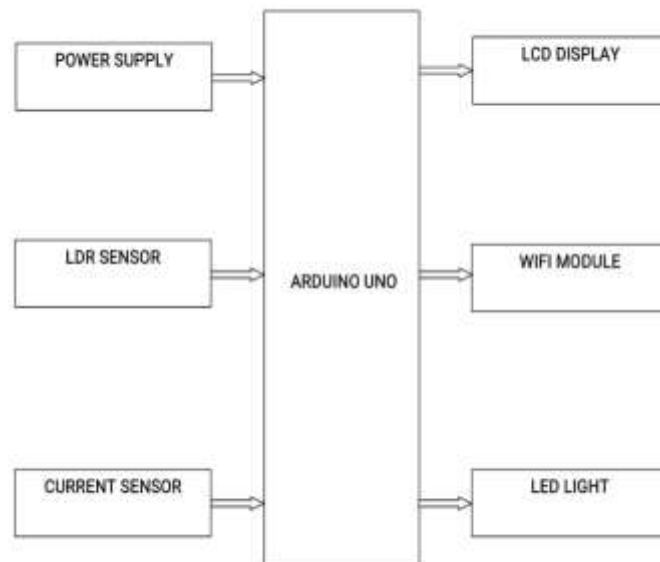 POWER SUPPLY
LCD DISPLAY
LDR SENSOR
ARDUINO UNO
WIFI MODULE
CURRENT SENSOR
LED LIGHT